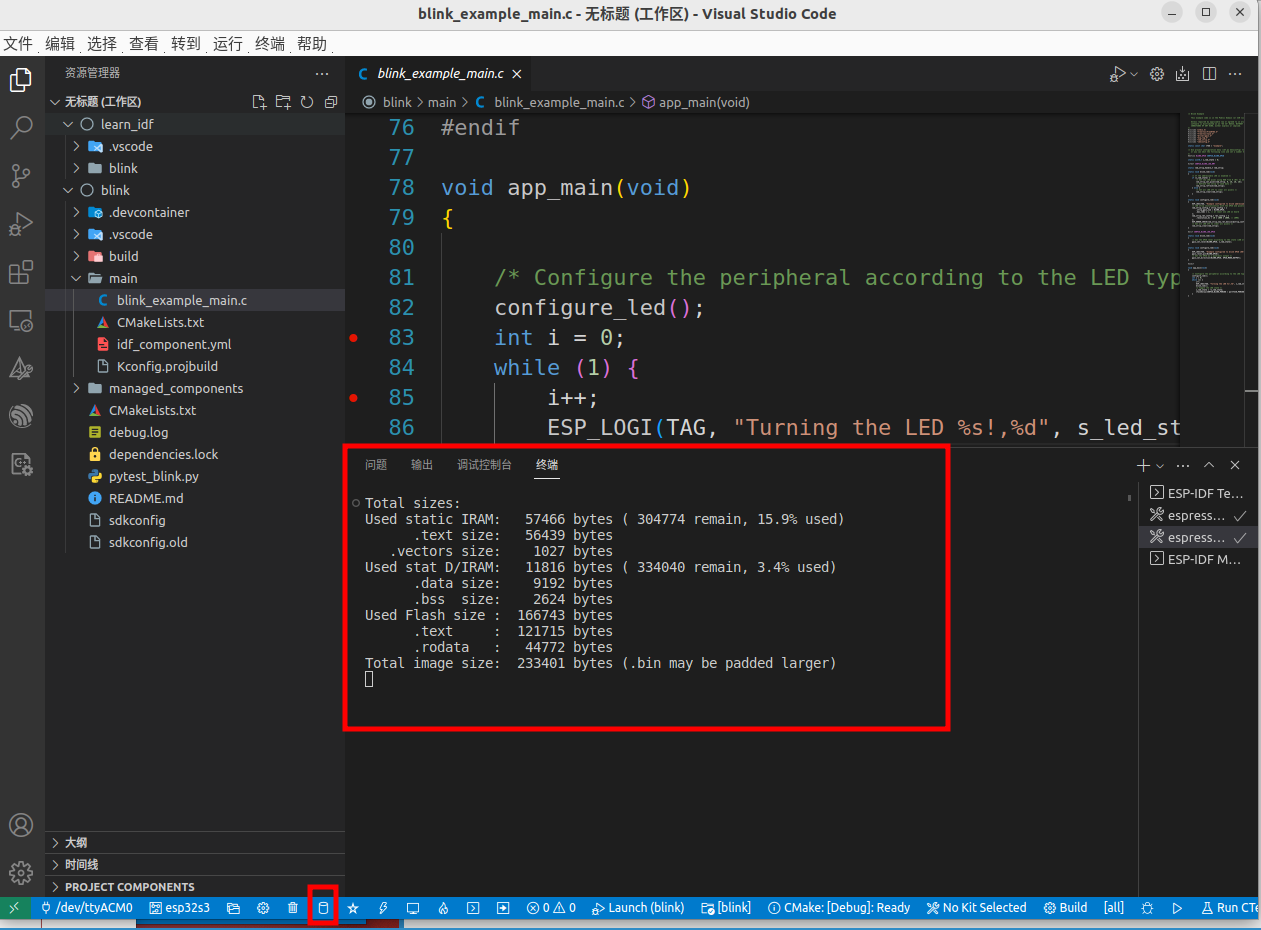 blink_example_main.c - 无标题 (工作区) - Visual Studio Code
文件 编辑 选择 查看 转到 运行 终端 帮助
资源管理器
无标题 (工作区)
learn_idf
.vscode
blink
blink
.devcontainer
.vscode
build
main
blink_example_main.c
CMakeLists.txt
idf_component.yml
Kconfig.projbuild
managed_components
CMakeLists.txt
debug.log
dependencies.lock
pytest_blink.py
README.md
sdkconfig
sdkconfig.old
大纲
时间线
PROJECT COMPONENTS
blink_example_main.c
blink > main > C blink_example_main.c > app_main(void)
76 #endif
77
78 void app_main(void)
79 {
80
81 /* Configure the peripheral according to the LED typ
82 configure_led();
83 int i = 0;
84 while (1) {
85 i++;
86 ESP_LOGI(TAG, "Turning the LED %s!,%d", s_led_st
问题 输出 调试控制台 终端
Total sizes:
Used static IRAM: 57466 bytes ( 304774 remain, 15.9% used)
.text size: 56439 bytes
.vectors size: 1027 bytes
Used stat D/IRAM: 11816 bytes ( 334040 remain, 3.4% used)
.data size: 9192 bytes
.bss size: 2624 bytes
Used Flash size : 166743 bytes
.text : 121715 bytes
.rodata : 44772 bytes
Total image size: 233401 bytes (.bin may be padded larger)
ESP-IDF Te...
espress...
espress...
ESP-IDF M...
/dev/ttyACM0 esp32s3 0 0 Launch (blink) [blink] CMake: [Debug]: Ready No Kit Selected Build [all] Run CTe